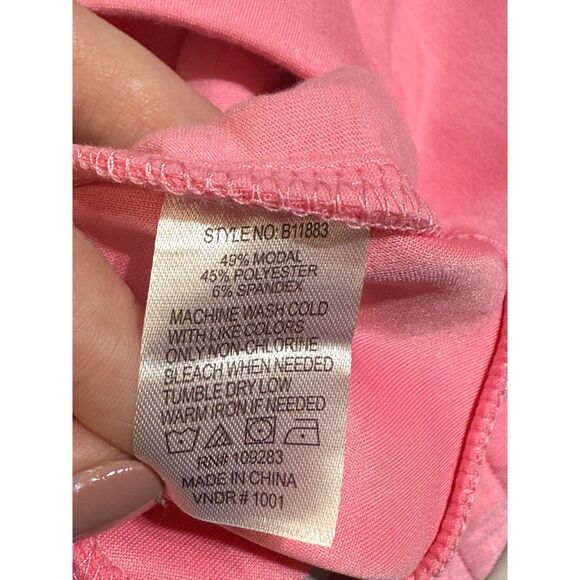 STYLE NO: B11883
49% MODAL
45% POLYESTER
6% SPANDEX
MACHINE WASH COLD
WITH LIKE COLORS
ONLY NON-CHLORINE
BLEACH WHEN NEEDED
TUMBLE DRY LOW
WARM IRON IF NEEDED
RN# 109283
MADE IN CHINA
VNDR # 1001